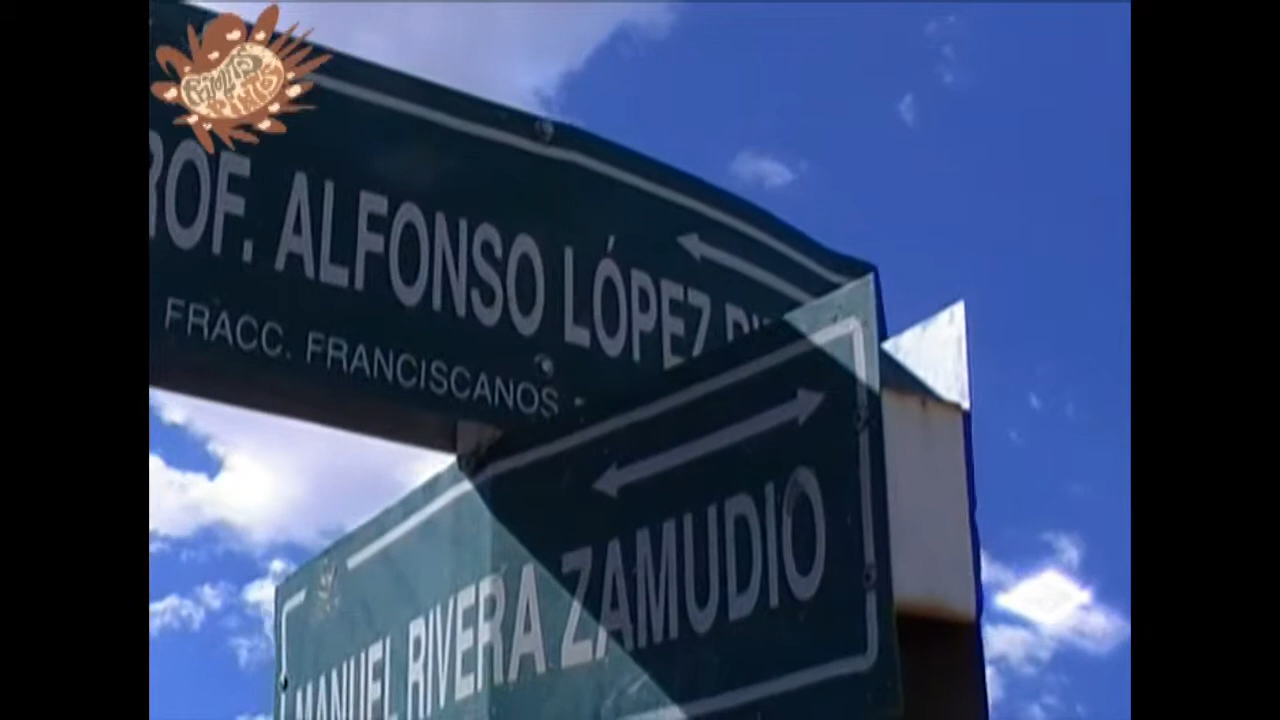 ROF. ALFONSO LÓPEZ
FRACC. FRANCISCANOS
MANUEL RIVERA ZAMUDIO